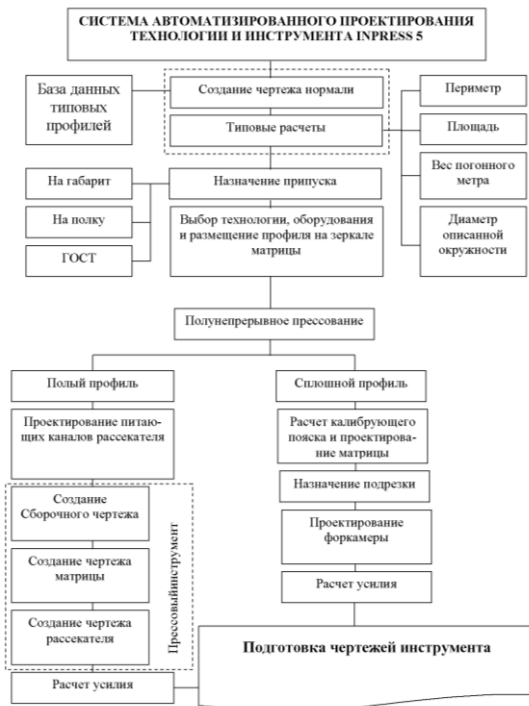 СИСТЕМА АВТОМАТИЗИРОВАННОГО ПРОЕКТИРОВАНИЯ
ТЕХНОЛОГИИ И ИНСТРУМЕНТА INPRESS 5
База данных
типовых
профилей
Создание чертежа нормали
Типовые расчеты
Периметр
Площадь
Вес погонного
метра
Диаметр
описанной
окружности
На габарит
На полку
ГОСТ
Назначение припуска
Выбор технологии, оборудования
и размещение профиля на зеркале
матрицы
Полунепрерывное прессование
Полый профиль
Проектирование питаю-
щих каналов рассекателя
Создание
Сборочного чертежа
Создание чертежа
матрицы
Создание чертежа
рассекателя
Прессовыйинструмент
Расчет усилия
Сплошной профиль
Расчет калибрующего
пояска и проектирова-
ние матрицы
Назначение подрезки
Проектирование
форкамеры
Расчет усилия
Подготовка чертежей инструмента